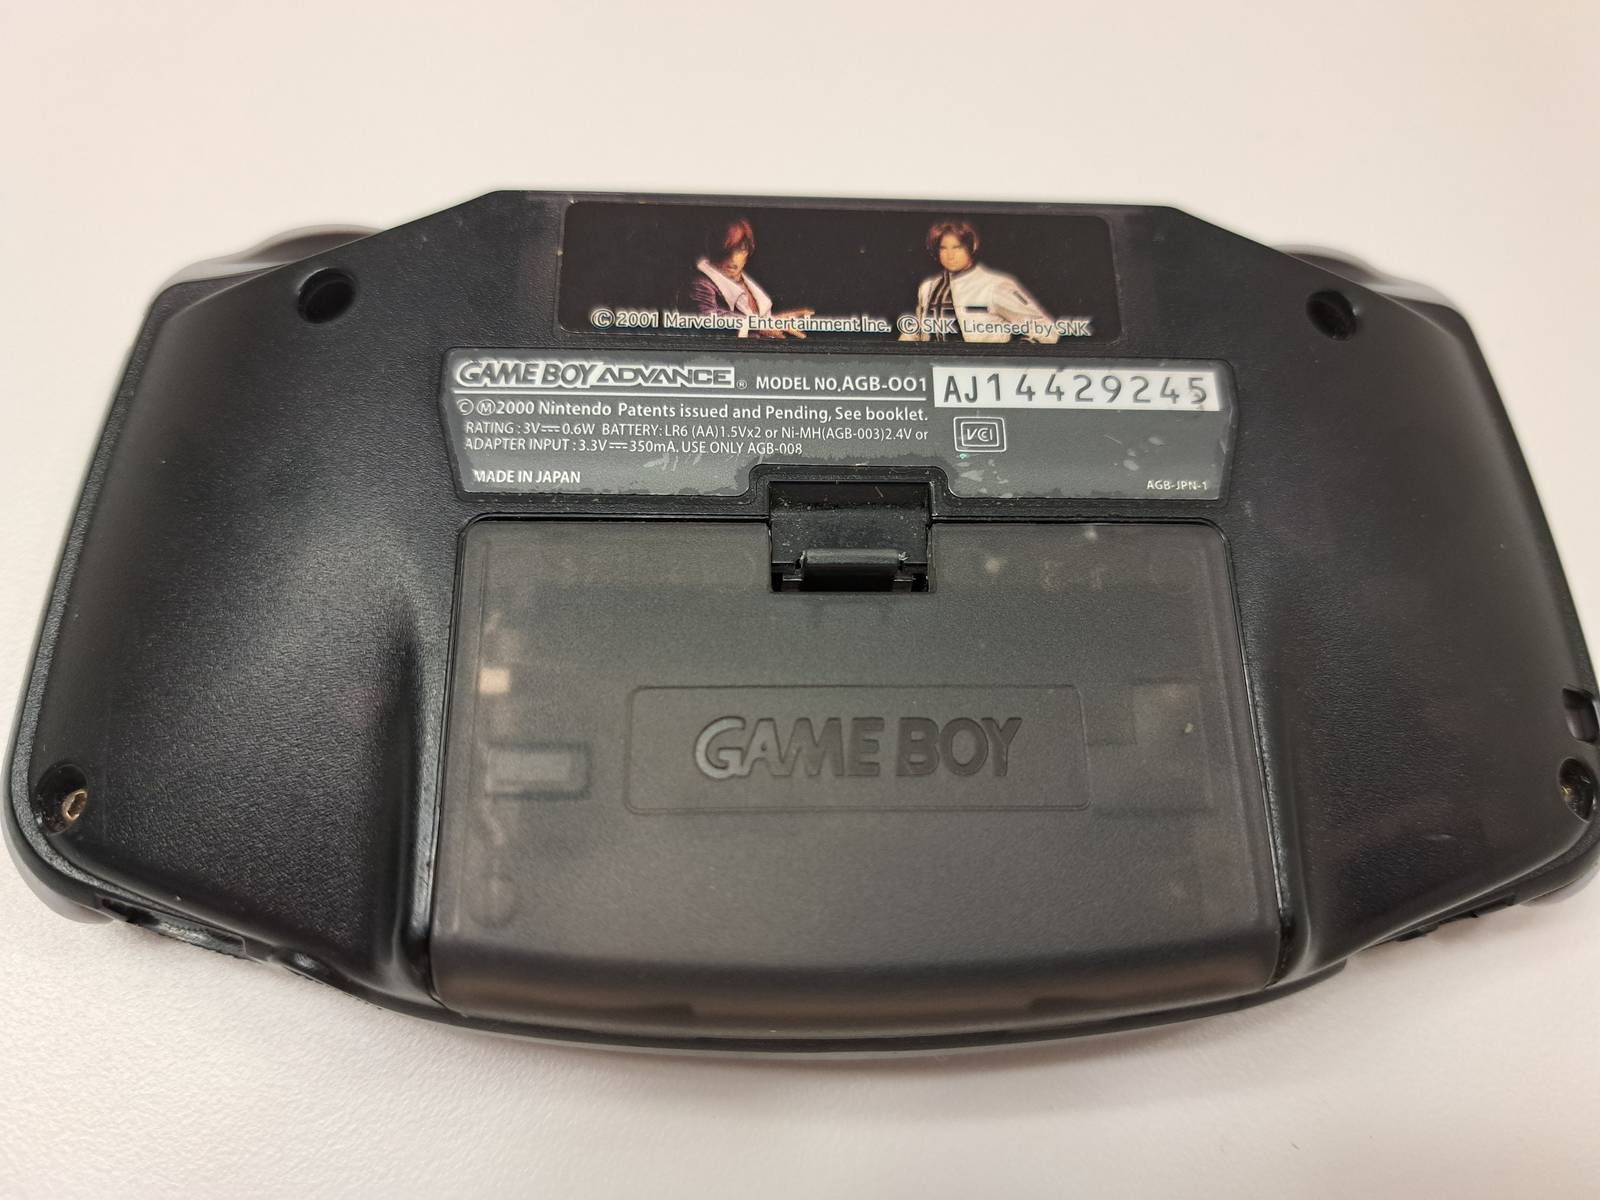 © 2001 Marvelous Entertainment Inc. © SNK Licensed by SNK
GAME BOY ADVANCE® MODEL NO.AGB-001 AJ14429245
© Ⓜ 2000 Nintendo Patents issued and Pending, See booklet.
RATING : 3V⎓0.6W BATTERY: LR6 (AA)1.5Vx2 or Ni-MH(AGB-003)2.4V or
ADAPTER INPUT : 3.3V⎓350mA. USE ONLY AGB-008
VCI
MADE IN JAPAN
AGB-JPN-1
GAME BOY